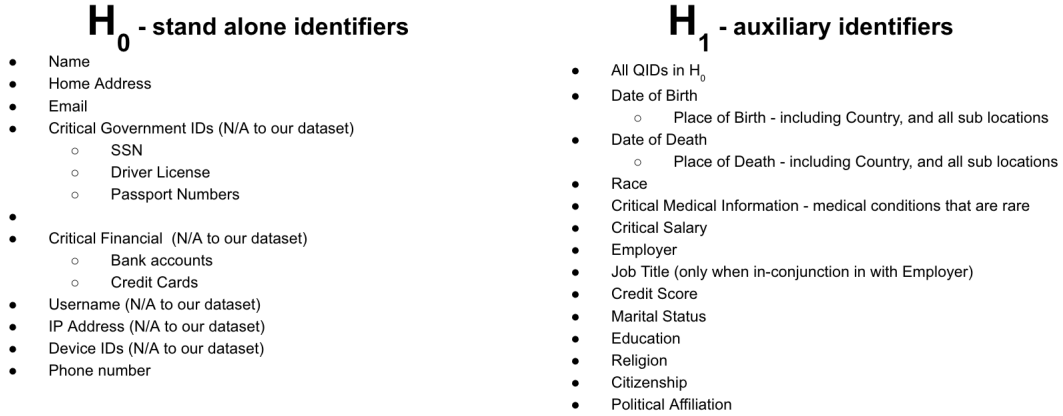 H0 - stand alone identifiers
● Name
● Home Address
● Email
● Critical Government IDs (N/A to our dataset)
○ SSN
○ Driver License
○ Passport Numbers
●
● Critical Financial (N/A to our dataset)
○ Bank accounts
○ Credit Cards
● Username (N/A to our dataset)
● IP Address (N/A to our dataset)
● Device IDs (N/A to our dataset)
● Phone number
H1 - auxiliary identifiers
● All QIDs in H0
● Date of Birth
○ Place of Birth - including Country, and all sub locations
● Date of Death
○ Place of Death - including Country, and all sub locations
● Race
● Critical Medical Information - medical conditions that are rare
● Critical Salary
● Employer
● Job Title (only when in-conjunction in with Employer)
● Credit Score
● Marital Status
● Education
● Religion
● Citizenship
● Political Affiliation